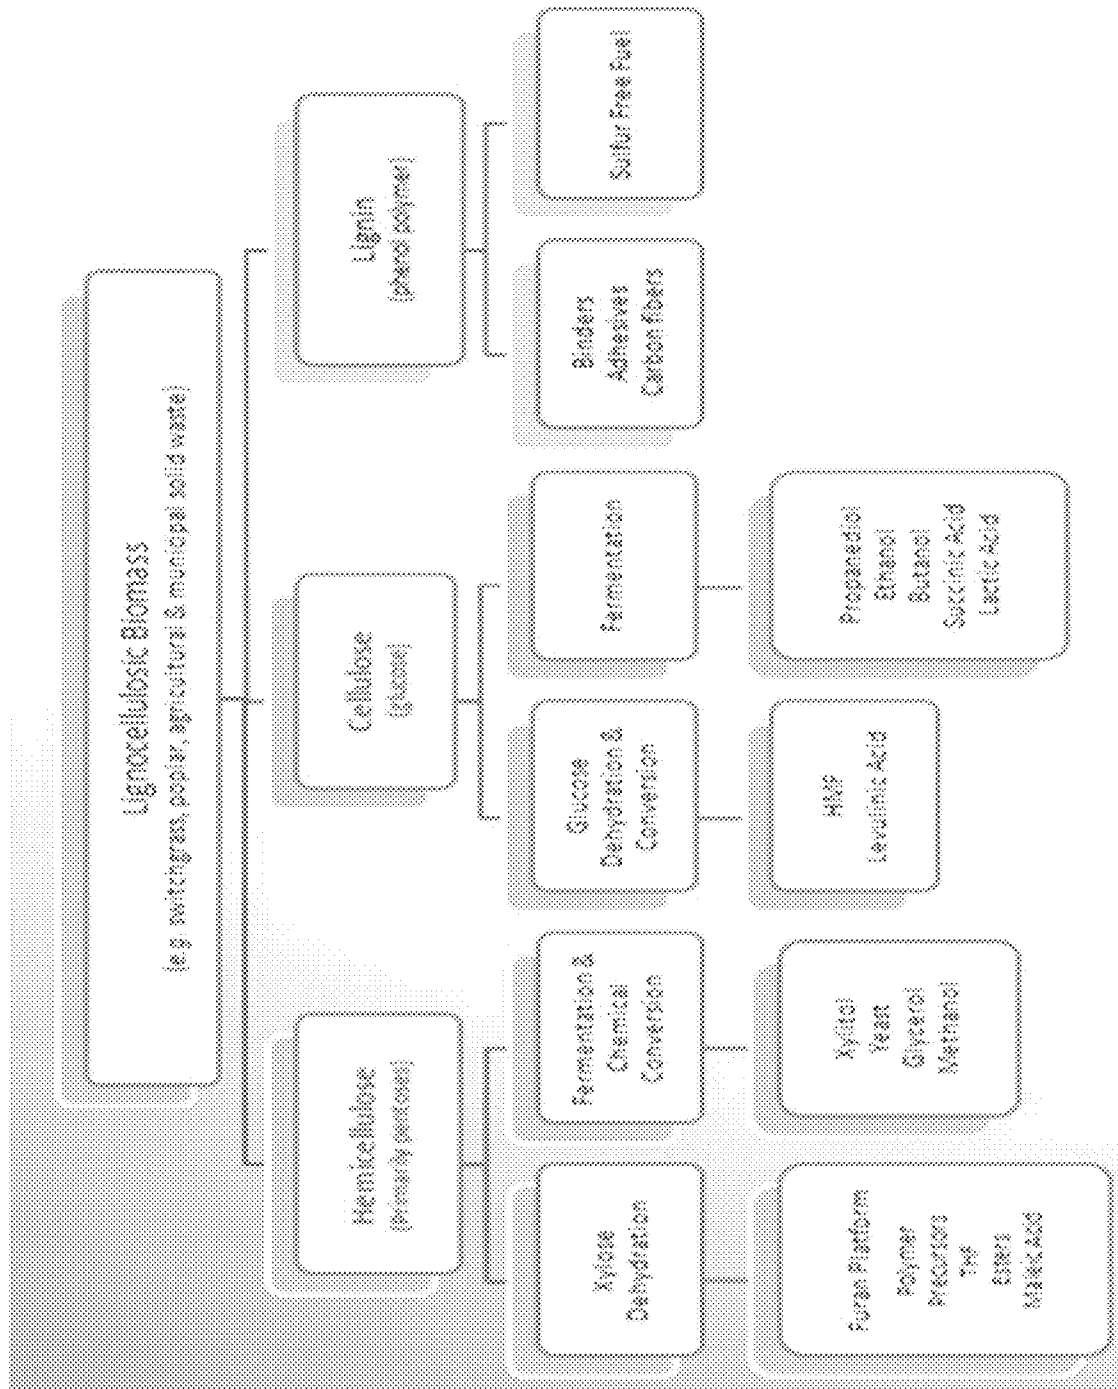 Lignocellulosic Biomass
(e.g. switchgrass, popler, agricultural & municipal solid waste)
Hemicellulose
(Primarily pentoses)
Cellulose
(glucose)
Lignin
(phenol polymer)
Xylose
Dehydration
Fermentation &
Chemical
Conversion
Glucose
Dehydration &
Conversion
Fermentation
Binders
Adhesives
Carbon fibers
Sulfur Free Fuel
Furan Platform
Polymer
Precursors
THF
Esters
Maleic Acid
Xylitol
Yeast
Glycerol
Methanol
HMF
Levulinic Acid
Propanediol
Ethanol
Butanol
Succinic Acid
Lactic Acid